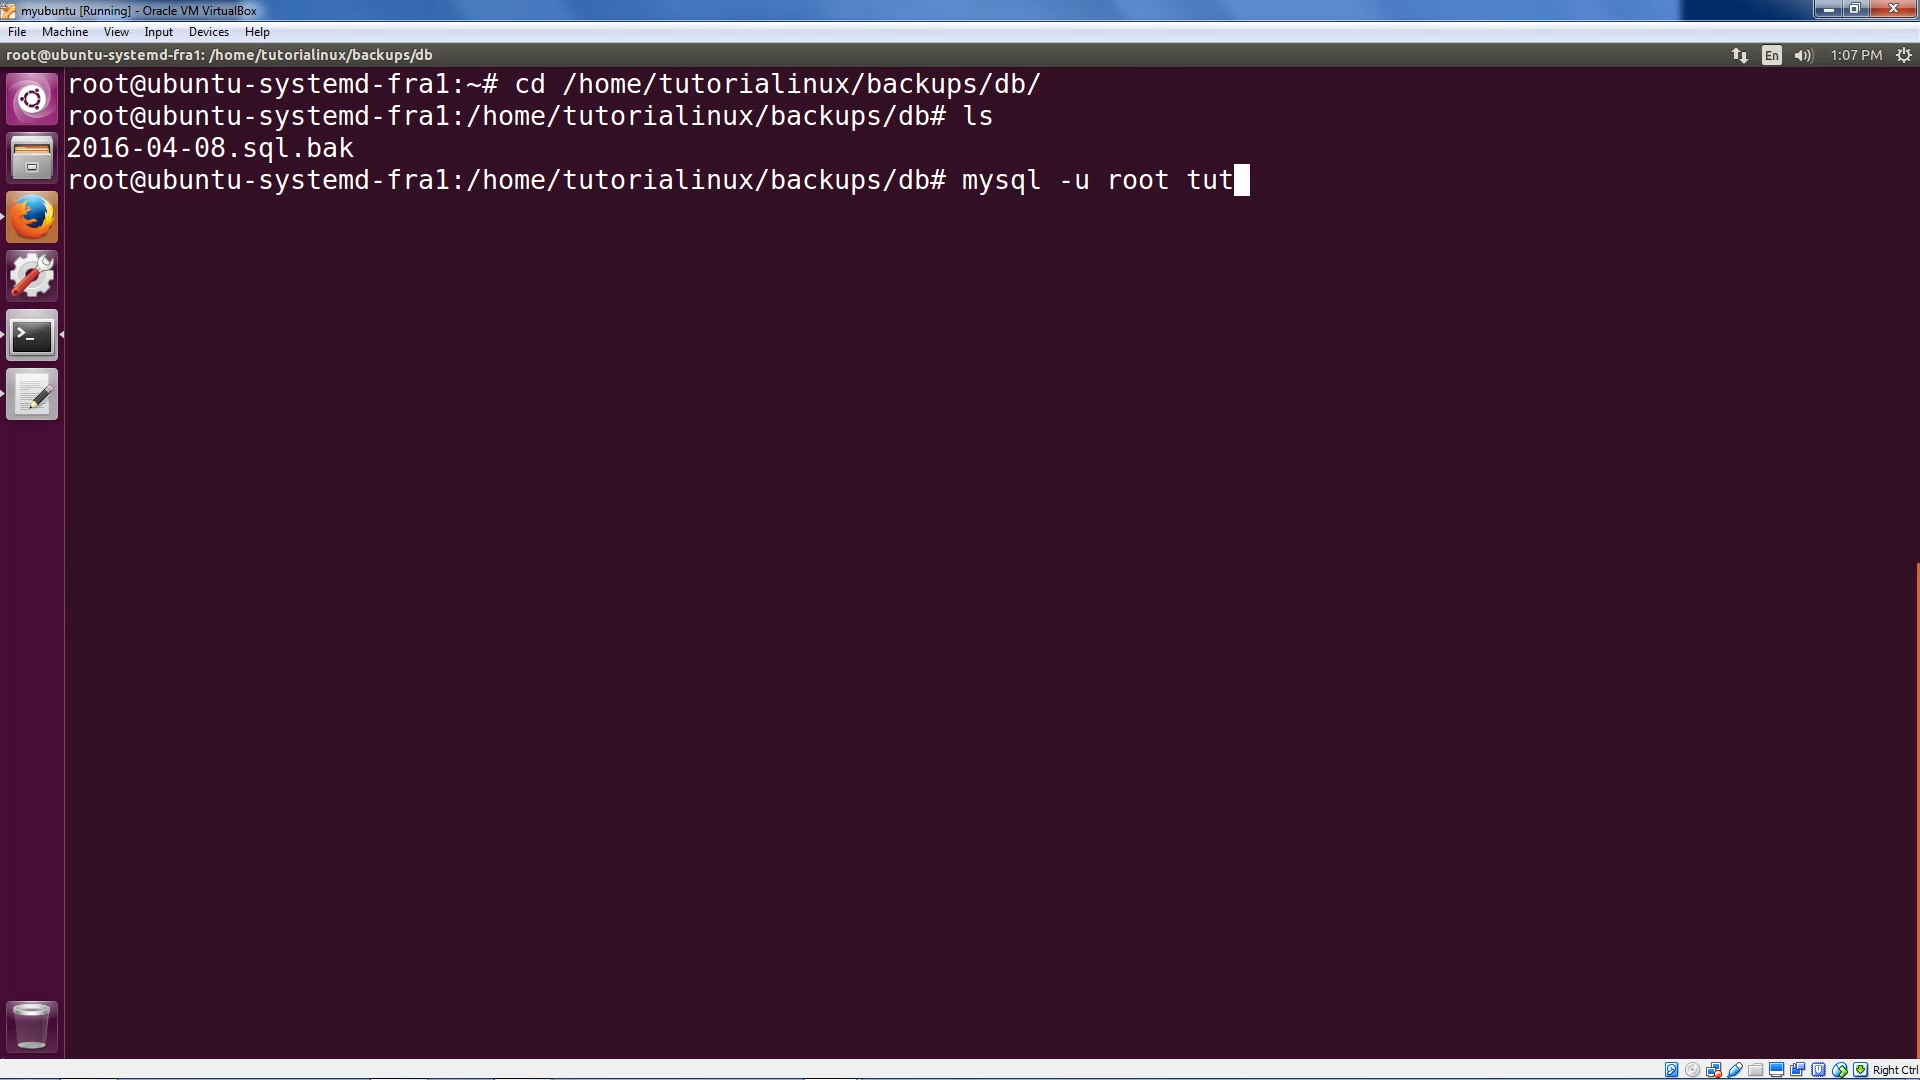 myubuntu [Running] - Oracle VM VirtualBox
File Machine View Input Devices Help
root@ubuntu-systemd-fra1: /home/tutorialinux/backups/db
En 1:07 PM
root@ubuntu-systemd-fra1:~# cd /home/tutorialinux/backups/db/
root@ubuntu-systemd-fra1:/home/tutorialinux/backups/db# ls
2016-04-08.sql.bak
root@ubuntu-systemd-fra1:/home/tutorialinux/backups/db# mysql -u root tut
Right Ctrl